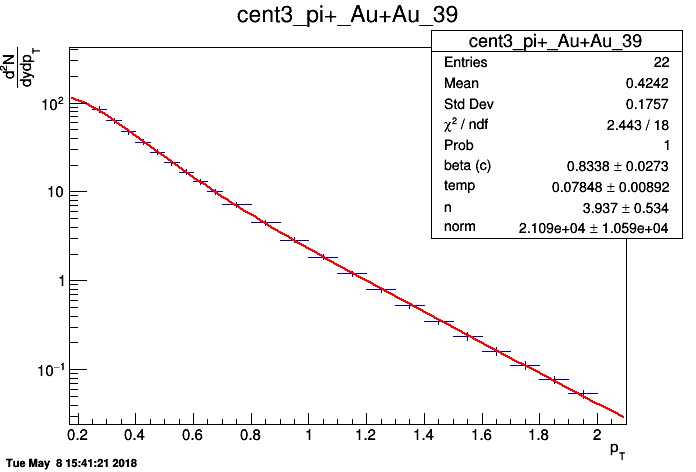 cent3_pi+_Au+Au_39
d²N
dydp_T
cent3_pi+_Au+Au_39
Entries 22
Mean 0.4242
Std Dev 0.1757
χ² / ndf 2.443 / 18
Prob 1
beta (c) 0.8338 ± 0.0273
temp 0.07848 ± 0.00892
n 3.937 ± 0.534
norm 2.109e+04 ± 1.059e+04
10²
10
1
10⁻¹
0.2 0.4 0.6 0.8 1 1.2 1.4 1.6 1.8 2
p_T
Tue May 8 15:41:21 2018